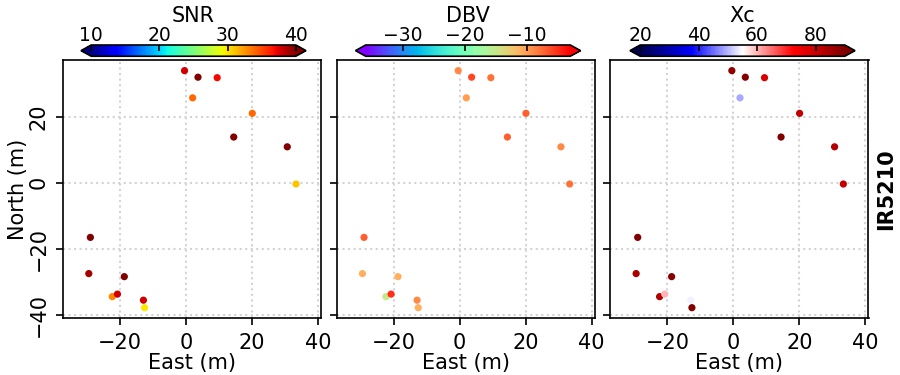 SNR DBV Xc
10 20 30 40 −30 −20 −10 20 40 60 80
North (m)
20
0
−20
−40
IR5210
−20 0 20 40 −20 0 20 40 −20 0 20 40
East (m) East (m) East (m)